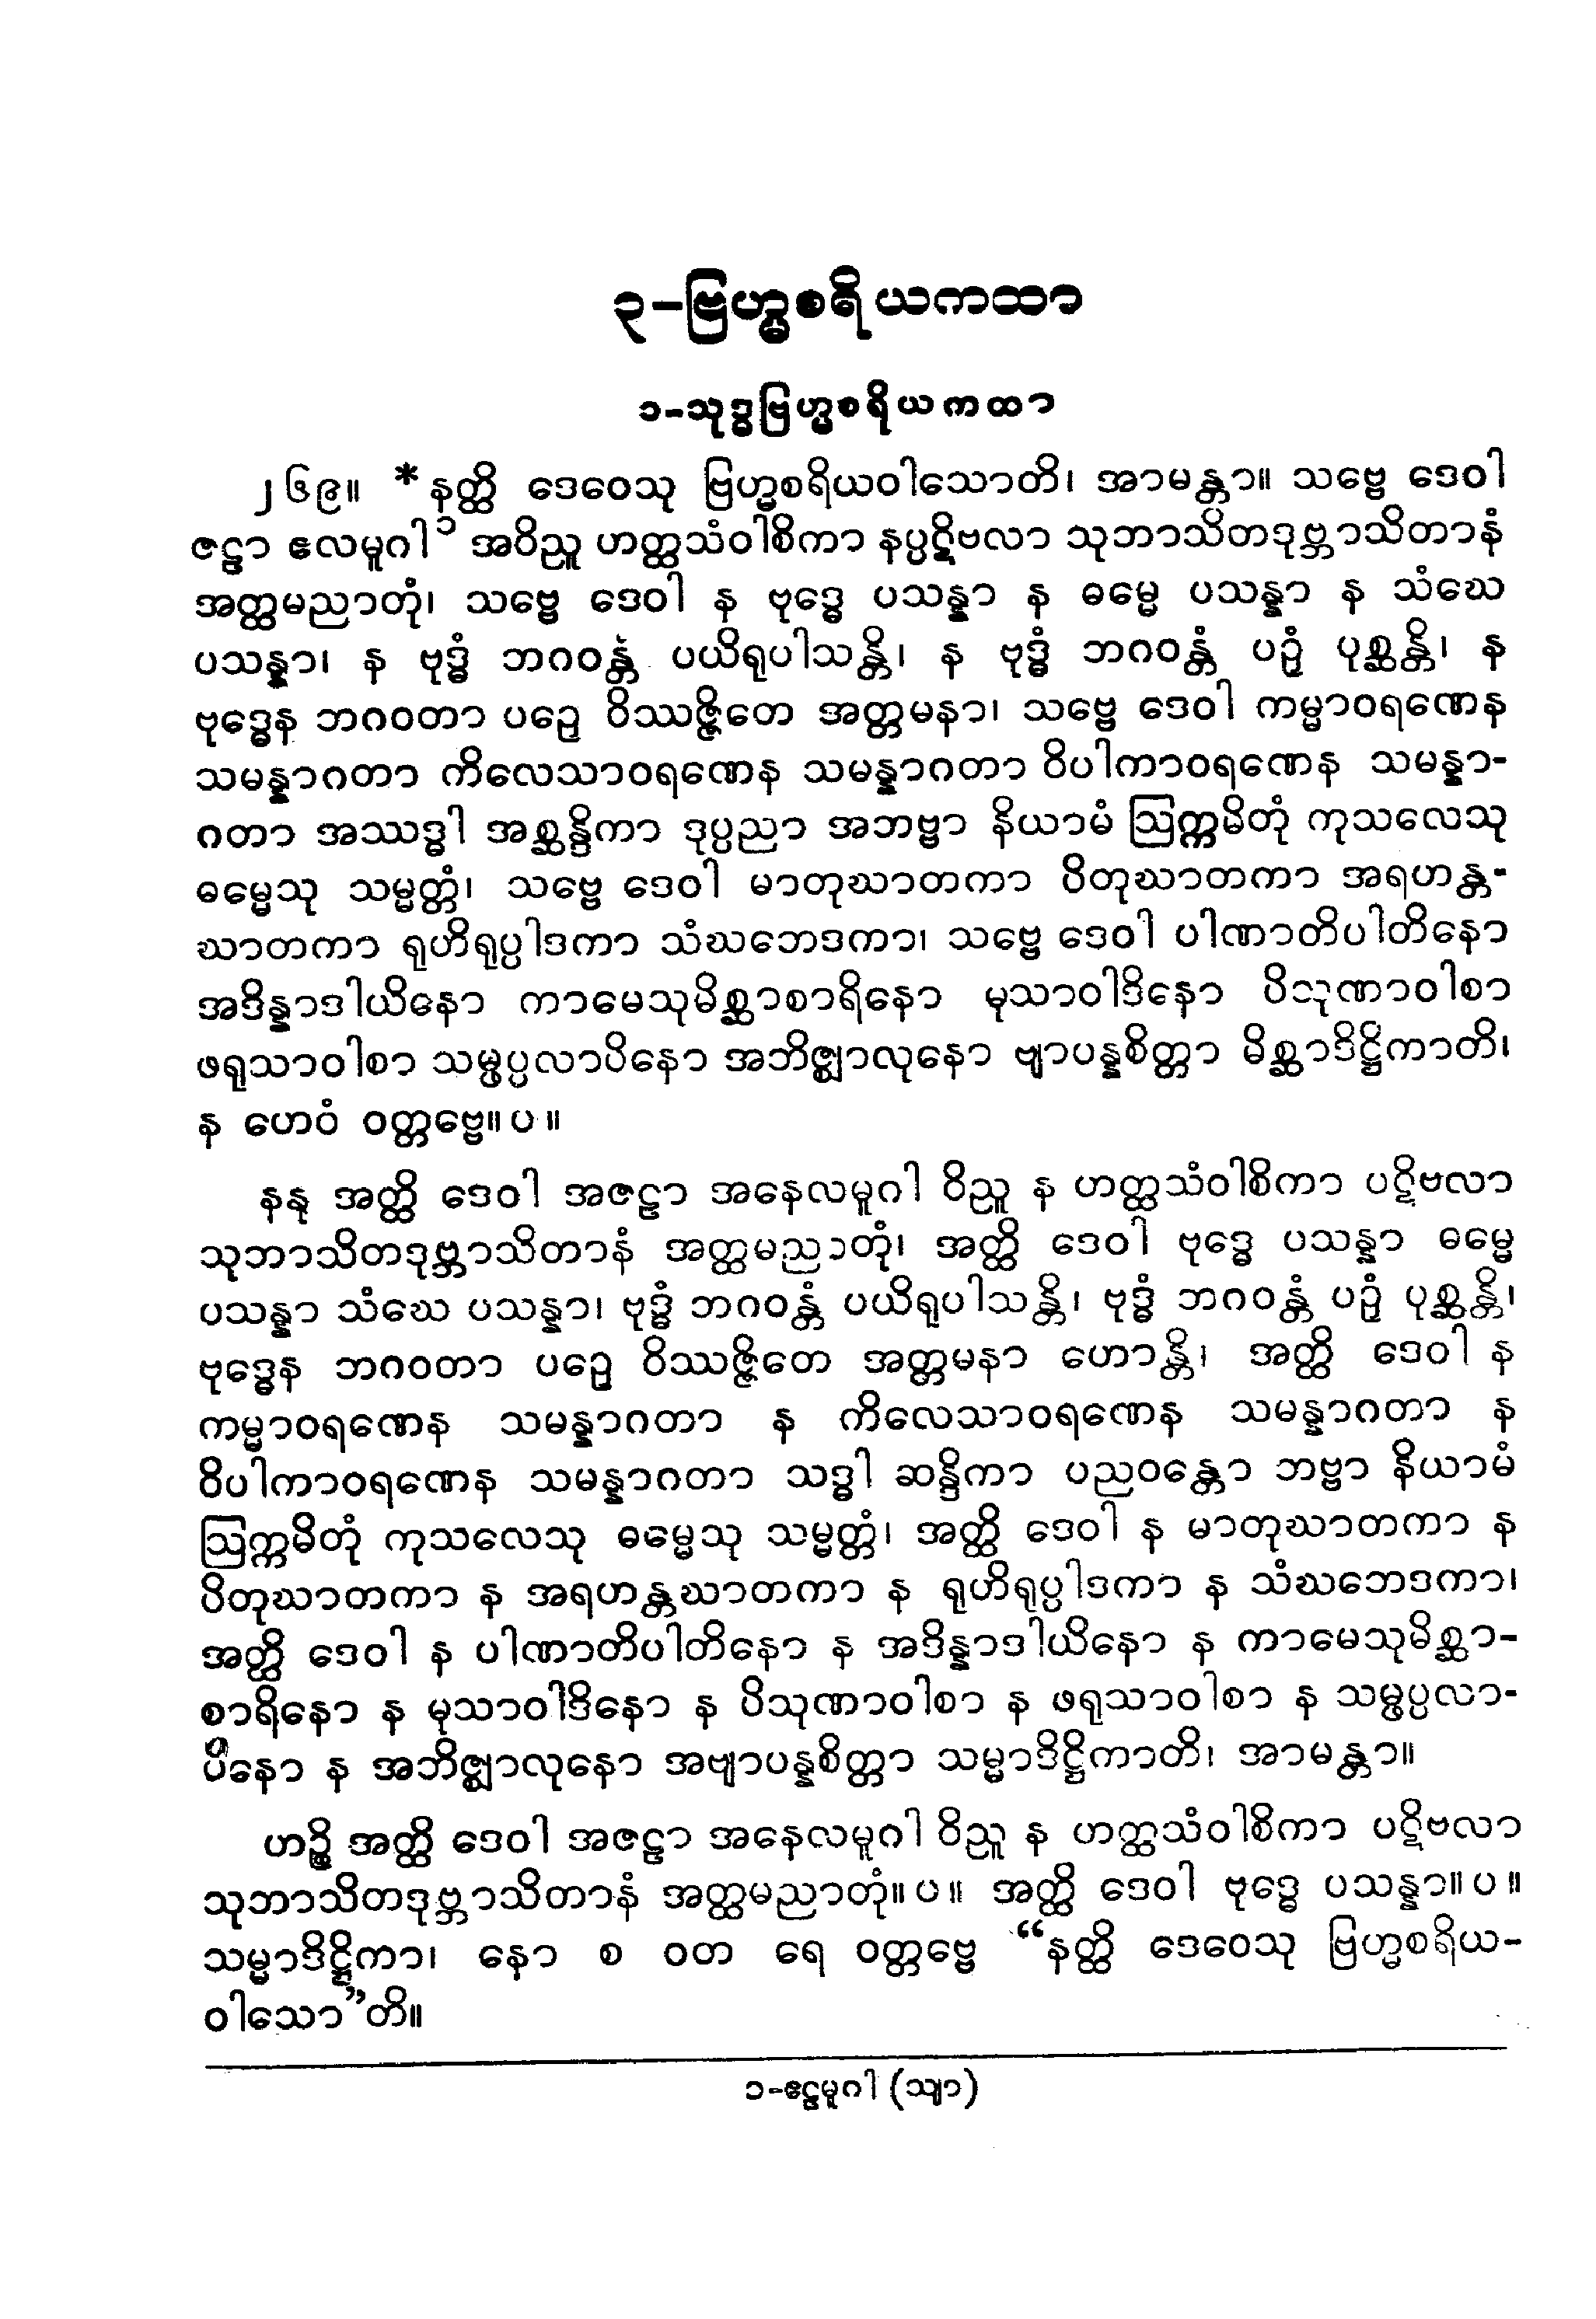 ၃-ဗြဟ္မစရိယကထာ
၁-သုဒ္ဓဗြဟ္မစရိယကထာ
၂၆၉။ *နတ္ထိ ဒေဝေသု ဗြဟ္မစရိယဝါသောတိ၊ အာမန္တာ။ သဗ္ဗေ ဒေဝါ
ဇဠာ ဧလမူဂါ၁ အဝိညူ ဟတ္ထသံဝါစိကာ နပ္ပဋိဗလာ သုဘာသိတဒုဗ္ဘာသိတာနံ
အတ္ထမညာတုံ၊ သဗ္ဗေ ဒေဝါ န ဗုဒ္ဓေ ပသန္နာ န ဓမ္မေ ပသန္နာ န သံဃေ
ပသန္နာ၊ န ဗုဒ္ဓံ ဘဂဝန္တံ ပယိရုပါသန္တိ၊ န ဗုဒ္ဓံ ဘဂဝန္တံ ပဉှံ ပုစ္ဆန္တိ၊ န
ဗုဒ္ဓေန ဘဂဝတာ ပဉှေ ဝိဿဇ္ဇိတေ အတ္တမနာ၊ သဗ္ဗေ ဒေဝါ ကမ္မာဝရဏေန
သမန္နာဂတာ ကိလေသာဝရဏေန သမန္နာဂတာ ဝိပါကာဝရဏေန သမန္နာ-
ဂတာ အဿဒ္ဓါ အစ္ဆန္ဒိကာ ဒုပ္ပညာ အဘဗ္ဗာ နိယာမံ ဩက္ကမိတုံ ကုသလေသု
ဓမ္မေသု သမ္မတ္တံ၊ သဗ္ဗေ ဒေဝါ မာတုဃာတကာ ပိတုဃာတကာ အရဟန္တ-
ဃာတကာ ရုဟိရုပ္ပါဒကာ သံဃဘေဒကာ၊ သဗ္ဗေ ဒေဝါ ပါဏာတိပါတိနော
အဒိန္နာဒါယိနော ကာမေသုမိစ္ဆာစာရိနော မုသာဝါဒိနော ပိသုဏာဝါစာ
ဖရုသာဝါစာ သမ္ဖပ္ပလာပိနော အဘိဇ္ဈာလုနော ဗျာပန္နစိတ္တာ မိစ္ဆာဒိဋ္ဌိကာတိ၊
န ဟေဝံ ဝတ္တဗ္ဗေ။ ပ ။
နနု အတ္ထိ ဒေဝါ အဇဠာ အနေလမူဂါ ဝိညူ န ဟတ္ထသံဝါစိကာ ပဋိဗလာ
သုဘာသိတဒုဗ္ဘာသိတာနံ အတ္ထမညာတုံ၊ အတ္ထိ ဒေဝါ ဗုဒ္ဓေ ပသန္နာ ဓမ္မေ
ပသန္နာ သံဃေ ပသန္နာ၊ ဗုဒ္ဓံ ဘဂဝန္တံ ပယိရုပါသန္တိ၊ ဗုဒ္ဓံ ဘဂဝန္တံ ပဉှံ ပုစ္ဆန္တိ၊
ဗုဒ္ဓေန ဘဂဝတာ ပဉှေ ဝိဿဇ္ဇိတေ အတ္တမနာ ဟောန္တိ၊ အတ္ထိ ဒေဝါ န
ကမ္မာဝရဏေန သမန္နာဂတာ န ကိလေသာဝရဏေန သမန္နာဂတာ န
ဝိပါကာဝရဏေန သမန္နာဂတာ သဒ္ဓါ ဆန္ဒိကာ ပညဝန္တော ဘဗ္ဗာ နိယာမံ
ဩက္ကမိတုံ ကုသလေသု ဓမ္မေသု သမ္မတ္တံ၊ အတ္ထိ ဒေဝါ န မာတုဃာတကာ န
ပိတုဃာတကာ န အရဟန္တဃာတကာ န ရုဟိရုပ္ပါဒကာ န သံဃဘေဒကာ၊
အတ္ထိ ဒေဝါ န ပါဏာတိပါတိနော န အဒိန္နာဒါယိနော န ကာမေသုမိစ္ဆာ-
စာရိနော န မုသာဝါဒိနော န ပိသုဏာဝါစာ န ဖရုသာဝါစာ န သမ္ဖပ္ပလာ-
ပိနော န အဘိဇ္ဈာလုနော အဗျာပန္နစိတ္တာ သမ္မာဒိဋ္ဌိကာတိ၊ အာမန္တာ။
ဟဉ္စိ အတ္ထိ ဒေဝါ အဇဠာ အနေလမူဂါ ဝိညူ န ဟတ္ထသံဝါစိကာ ပဋိဗလာ
သုဘာသိတဒုဗ္ဘာသိတာနံ အတ္ထမညာတုံ။ ပ ။ အတ္ထိ ဒေဝါ ဗုဒ္ဓေ ပသန္နာ။ ပ ။
သမ္မာဒိဋ္ဌိကာ၊ နော စ ဝတ ရေ ဝတ္တဗ္ဗေ “နတ္ထိ ဒေဝေသု ဗြဟ္မစရိယ-
ဝါသော”တိ။
၁-ဧဠမူဂါ (သျာ)